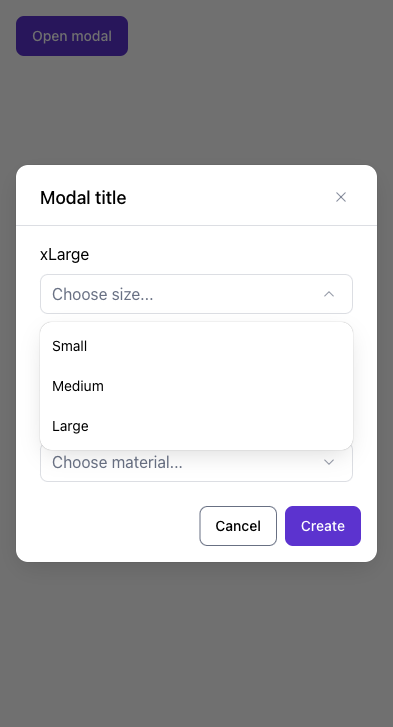 Open modal
Modal title
xLarge
Choose size...
Small
Medium
Large
Choose material...
Cancel
Create